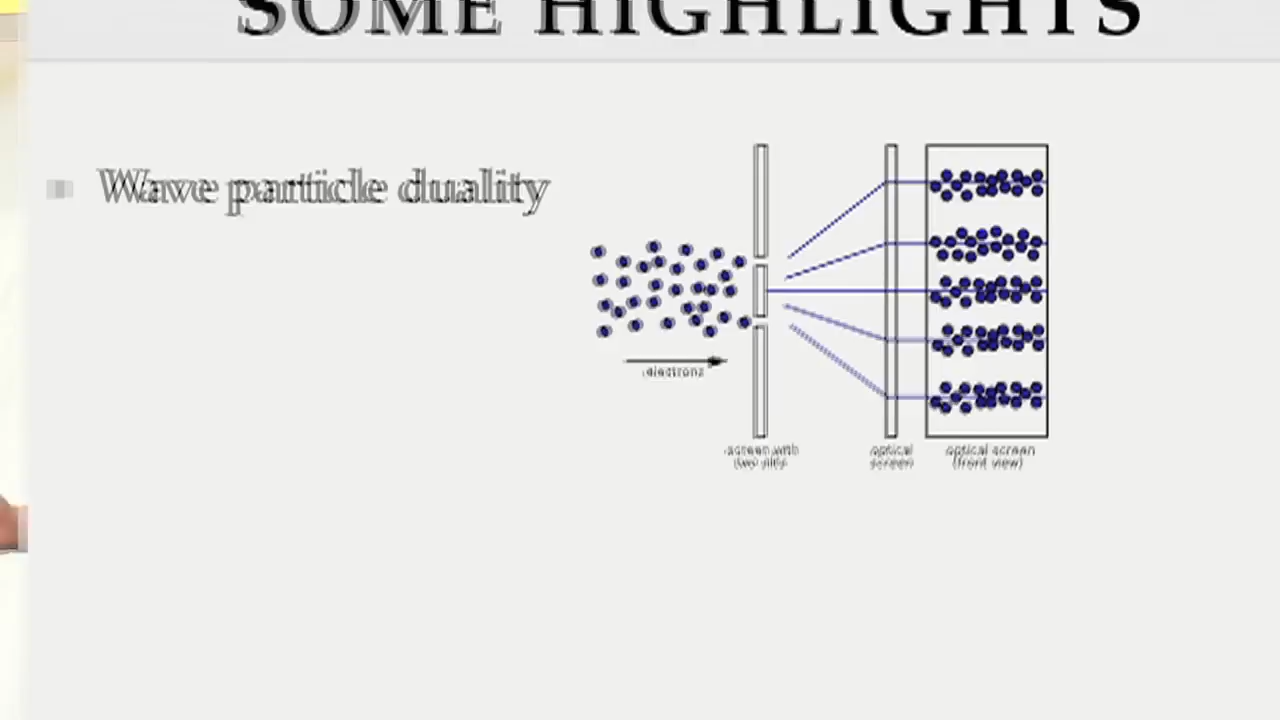 SOME HIGHLIGHTS
Wave particle duality
electrons
screen with
two slits
optical
screen
optical screen
(front view)